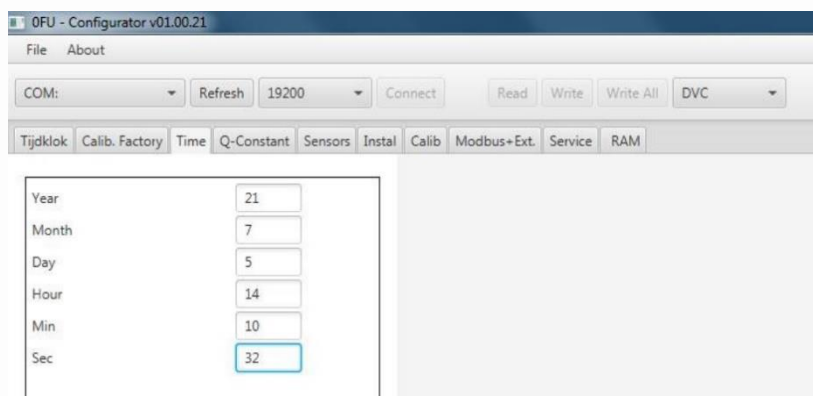 0FU - Configurator v01.00.21
File About
COM: Refresh 19200 Connect Read Write Write All DVC
Tijdklok Calib. Factory Time Q-Constant Sensors Instal Calib Modbus+Ext. Service RAM
Year 21
Month 7
Day 5
Hour 14
Min 10
Sec 32